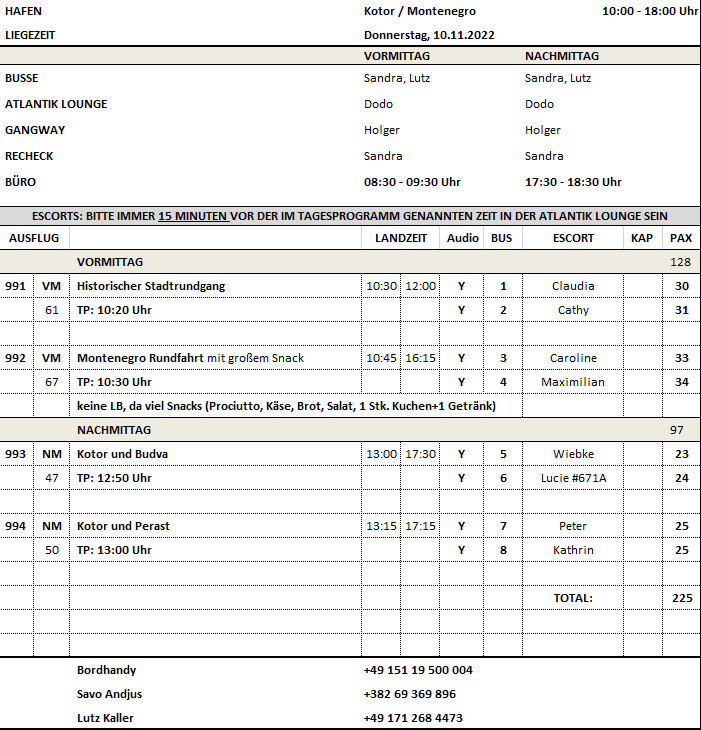 HAFEN Kotor / Montenegro 10:00 - 18:00 Uhr
LIEGEZEIT Donnerstag, 10.11.2022
VORMITTAG NACHMITTAG
BUSSE Sandra, Lutz Sandra, Lutz
ATLANTIK LOUNGE Dodo Dodo
GANGWAY Holger Holger
RECHECK Sandra Sandra
BÜRO 08:30 - 09:30 Uhr 17:30 - 18:30 Uhr
ESCORTS: BITTE IMMER 15 MINUTEN VOR DER IM TAGESPROGRAMM GENANNTEN ZEIT IN DER ATLANTIK LOUNGE SEIN
AUSFLUG LANDZEIT Audio BUS ESCORT KAP PAX
VORMITTAG 128
991 VM Historischer Stadtrundgang 10:30 12:00 Y 1 Claudia 30
61 TP: 10:20 Uhr Y 2 Cathy 31
992 VM Montenegro Rundfahrt mit großem Snack 10:45 16:15 Y 3 Caroline 33
67 TP: 10:30 Uhr Y 4 Maximilian 34
keine LB, da viel Snacks (Prociutto, Käse, Brot, Salat, 1 Stk. Kuchen+1 Getränk)
NACHMITTAG 97
993 NM Kotor und Budva 13:00 17:30 Y 5 Wiebke 23
47 TP: 12:50 Uhr Y 6 Lucie #671A 24
994 NM Kotor und Perast 13:15 17:15 Y 7 Peter 25
50 TP: 13:00 Uhr Y 8 Kathrin 25
TOTAL: 225
Bordhandy +49 151 19 500 004
Savo Andjus +382 69 369 896
Lutz Kaller +49 171 268 4473